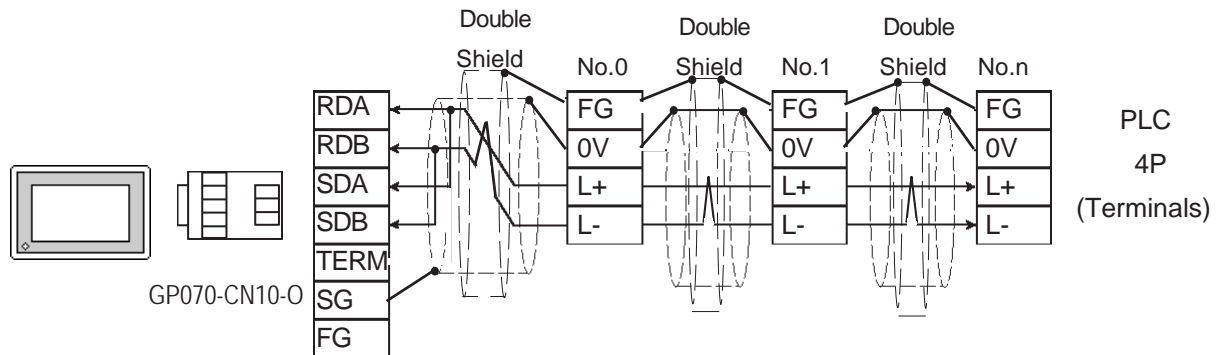 Double
Shield
Double
Shield
Double
Shield
No.0
No.1
No.n
RDA
RDB
SDA
SDB
TERM
SG
FG
GP070-CN10-O
FG
0V
L+
L-
FG
0V
L+
L-
FG
0V
L+
L-
PLC
4P
(Terminals)